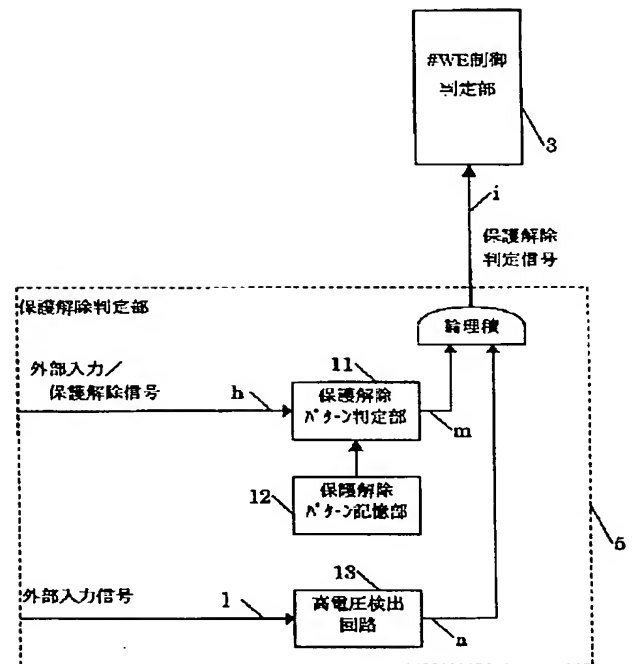 #WE制御
判定部
3
i
保護解除
判定信号
保護解除判定部
論理積
外部入力／
保護解除信号
h
11
保護解除
パターン判定部
m
12
保護解除
パターン記憶部
5
外部入力信号
l
13
高電圧検出
回路
n